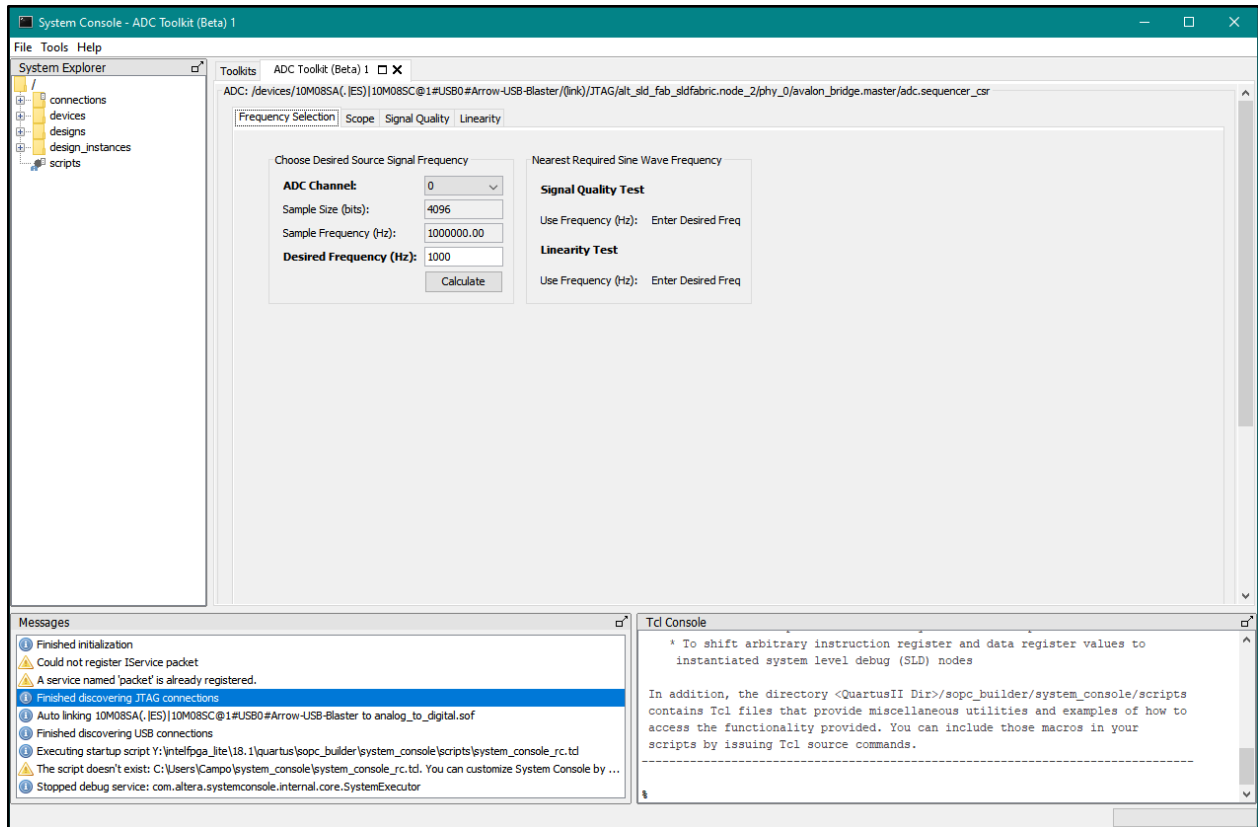 System Console - ADC Toolkit (Beta) 1
File Tools Help
System Explorer
/
connections
devices
designs
design_instances
scripts
Toolkits ADC Toolkit (Beta) 1
ADC: /devices/10M08SA(.|ES)|10M08SC@1#USB0#Arrow-USB-Blaster/(link)/JTAG/alt_sld_fab_sldfabric.node_2/phy_0/avalon_bridge.master/adc.sequencer_csr
Frequency Selection Scope Signal Quality Linearity
Choose Desired Source Signal Frequency
ADC Channel: 0
Sample Size (bits): 4096
Sample Frequency (Hz): 1000000.00
Desired Frequency (Hz): 1000
Calculate
Nearest Required Sine Wave Frequency
Signal Quality Test
Use Frequency (Hz): Enter Desired Freq
Linearity Test
Use Frequency (Hz): Enter Desired Freq
Messages
Finished initialization
Could not register IService packet
A service named 'packet' is already registered.
Finished discovering JTAG connections
Auto linking 10M08SA(.|ES)|10M08SC@1#USB0#Arrow-USB-Blaster to analog_to_digital.sof
Finished discovering USB connections
Executing startup script Y:\intelfpga_lite\18.1\quartus\sopc_builder\system_console\scripts\system_console_rc.tcl
The script doesn't exist: C:\Users\Campo\system_console\system_console_rc.tcl. You can customize System Console by ...
Stopped debug service: com.altera.systemconsole.internal.core.SystemExecutor
Tcl Console
* To shift arbitrary instruction register and data register values to
instantiated system level debug (SLD) nodes
In addition, the directory <QuartusII Dir>/sopc_builder/system_console/scripts
contains Tcl files that provide miscellaneous utilities and examples of how to
access the functionality provided. You can include those macros in your
scripts by issuing Tcl source commands.
-----------------------------------------------------------------------------
%